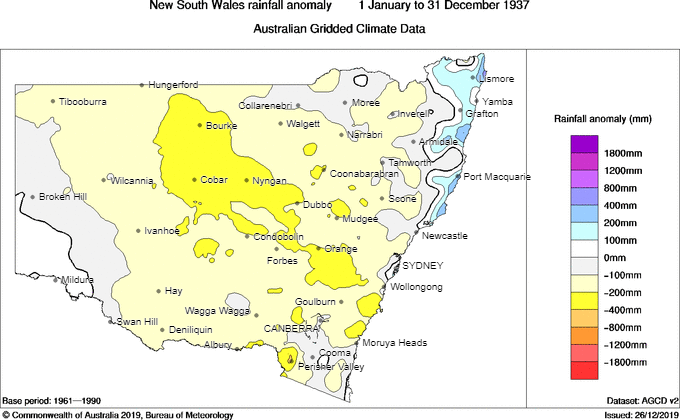 New South Wales rainfall anomaly 1 January to 31 December 1937
Australian Gridded Climate Data
Hungerford
Tibooburra
Collarenebri
Moree
Lismore
Yamba
Inverell
Grafton
Bourke
Walgett
Narrabri
Armidale
Tamworth
Coonabarabran
Wilcannia
Cobar
Nyngan
Port Macquarie
Broken Hill
Scone
Dubbo
Mudgee
Ivanhoe
Condobolin
Newcastle
Orange
Forbes
SYDNEY
Mildura
Wollongong
Hay
Goulburn
Wagga Wagga
Swan Hill
Deniliquin
CANBERRA
Albury
Moruya Heads
Cooma
Perisher Valley
Rainfall anomaly (mm)
1800mm
1200mm
800mm
400mm
200mm
100mm
0mm
-100mm
-200mm
-400mm
-800mm
-1200mm
-1800mm
Base period: 1961—1990
Dataset: AGCD v2
© Commonwealth of Australia 2019, Bureau of Meteorology
Issued: 26/12/2019